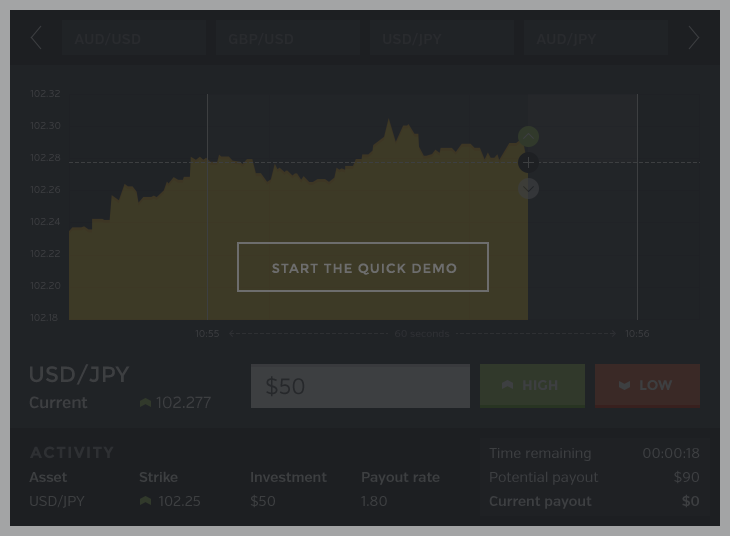 AUD/USD GBP/USD USD/JPY AUD/JPY
102.32
102.30
102.28
102.26
102.24
102.22
102.20
102.18
START THE QUICK DEMO
10:55 60 seconds 10:56
USD/JPY
Current 102.277
$50
HIGH
LOW
ACTIVITY
Asset Strike Investment Payout rate
USD/JPY 102.25 $50 1.80
Time remaining 00:00:18
Potential payout $90
Current payout $0